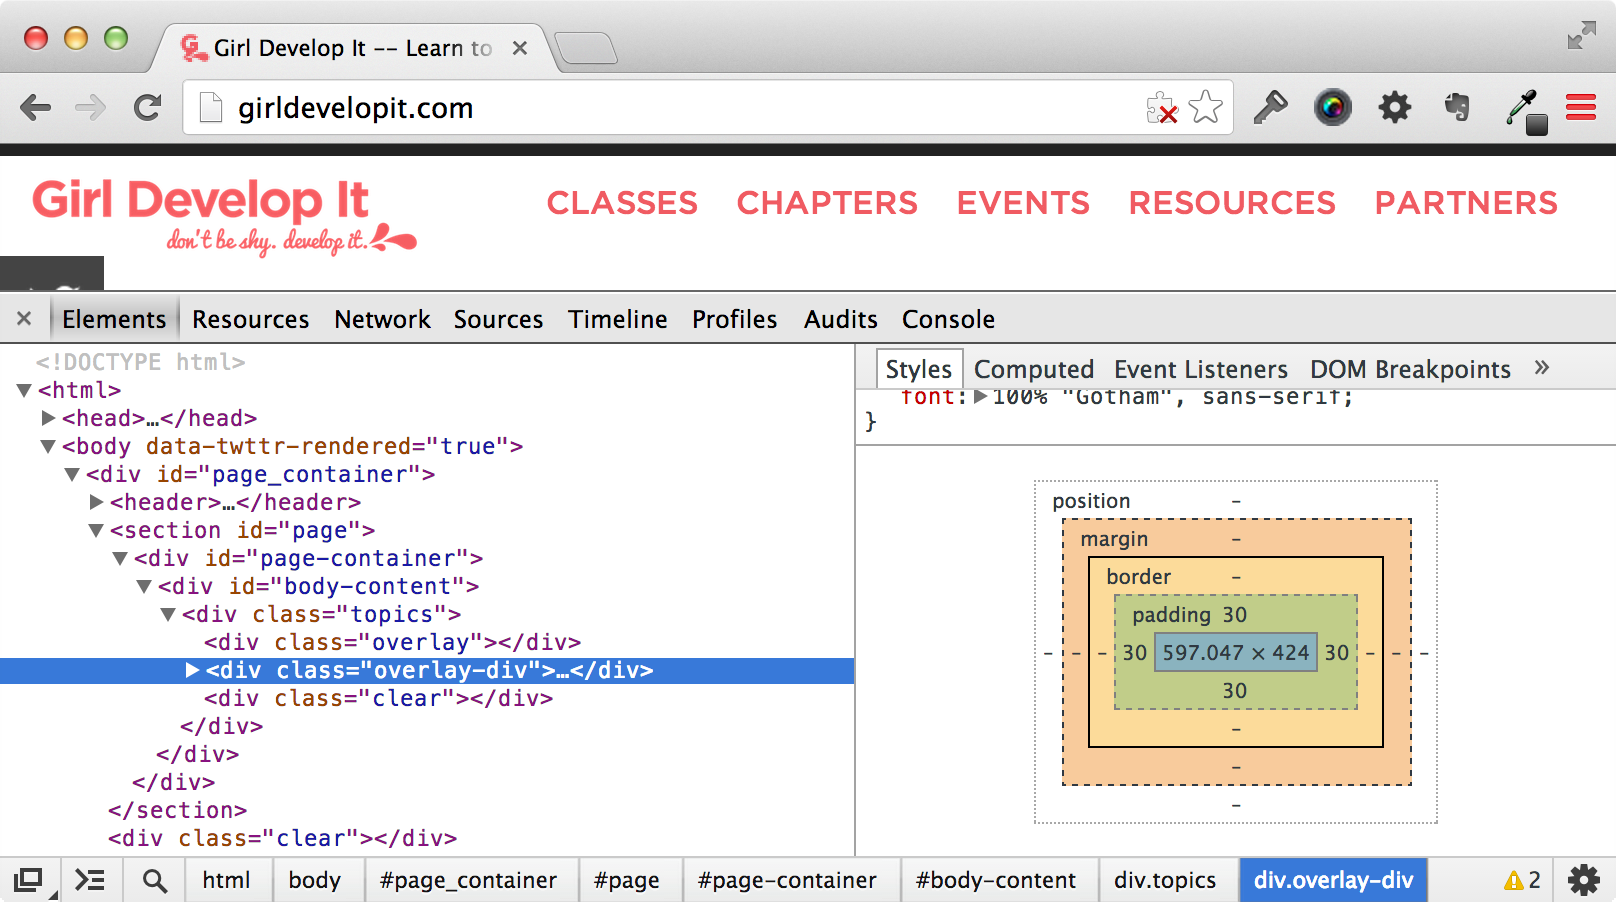 Girl Develop It -- Learn to
girldevelopit.com
Girl Develop It
don't be shy. develop it.
CLASSES CHAPTERS EVENTS RESOURCES PARTNERS
× Elements Resources Network Sources Timeline Profiles Audits Console
<!DOCTYPE html>
▼<html>
▶<head>…</head>
▼<body data-twttr-rendered="true">
▼<div id="page_container">
▶<header>…</header>
▼<section id="page">
▼<div id="page-container">
▼<div id="body-content">
▼<div class="topics">
<div class="overlay"></div>
▶<div class="overlay-div">…</div>
<div class="clear"></div>
</div>
</div>
</div>
</section>
<div class="clear"></div>
Styles Computed Event Listeners DOM Breakpoints »
font:▶100% "Gotham", sans-serif;
}
position –
margin –
border –
padding 30
– – – 30 597.047 × 424 30 – – –
30
–
–
–
html body #page_container #page #page-container #body-content div.topics div.overlay-div 2